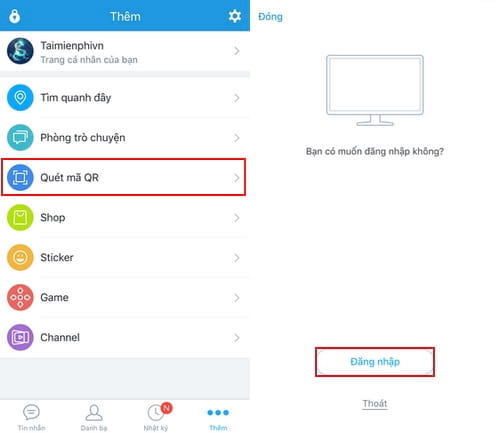 Thêm
Taimienphivn
Trang cá nhân của bạn
Tìm quanh đây
Phòng trò chuyện
Quét mã QR
Shop
Sticker
Game
Channel
N
Tin nhắn
Danh bạ
Nhật ký
Thêm
Đóng
Bạn có muốn đăng nhập không?
Đăng nhập
Thoát